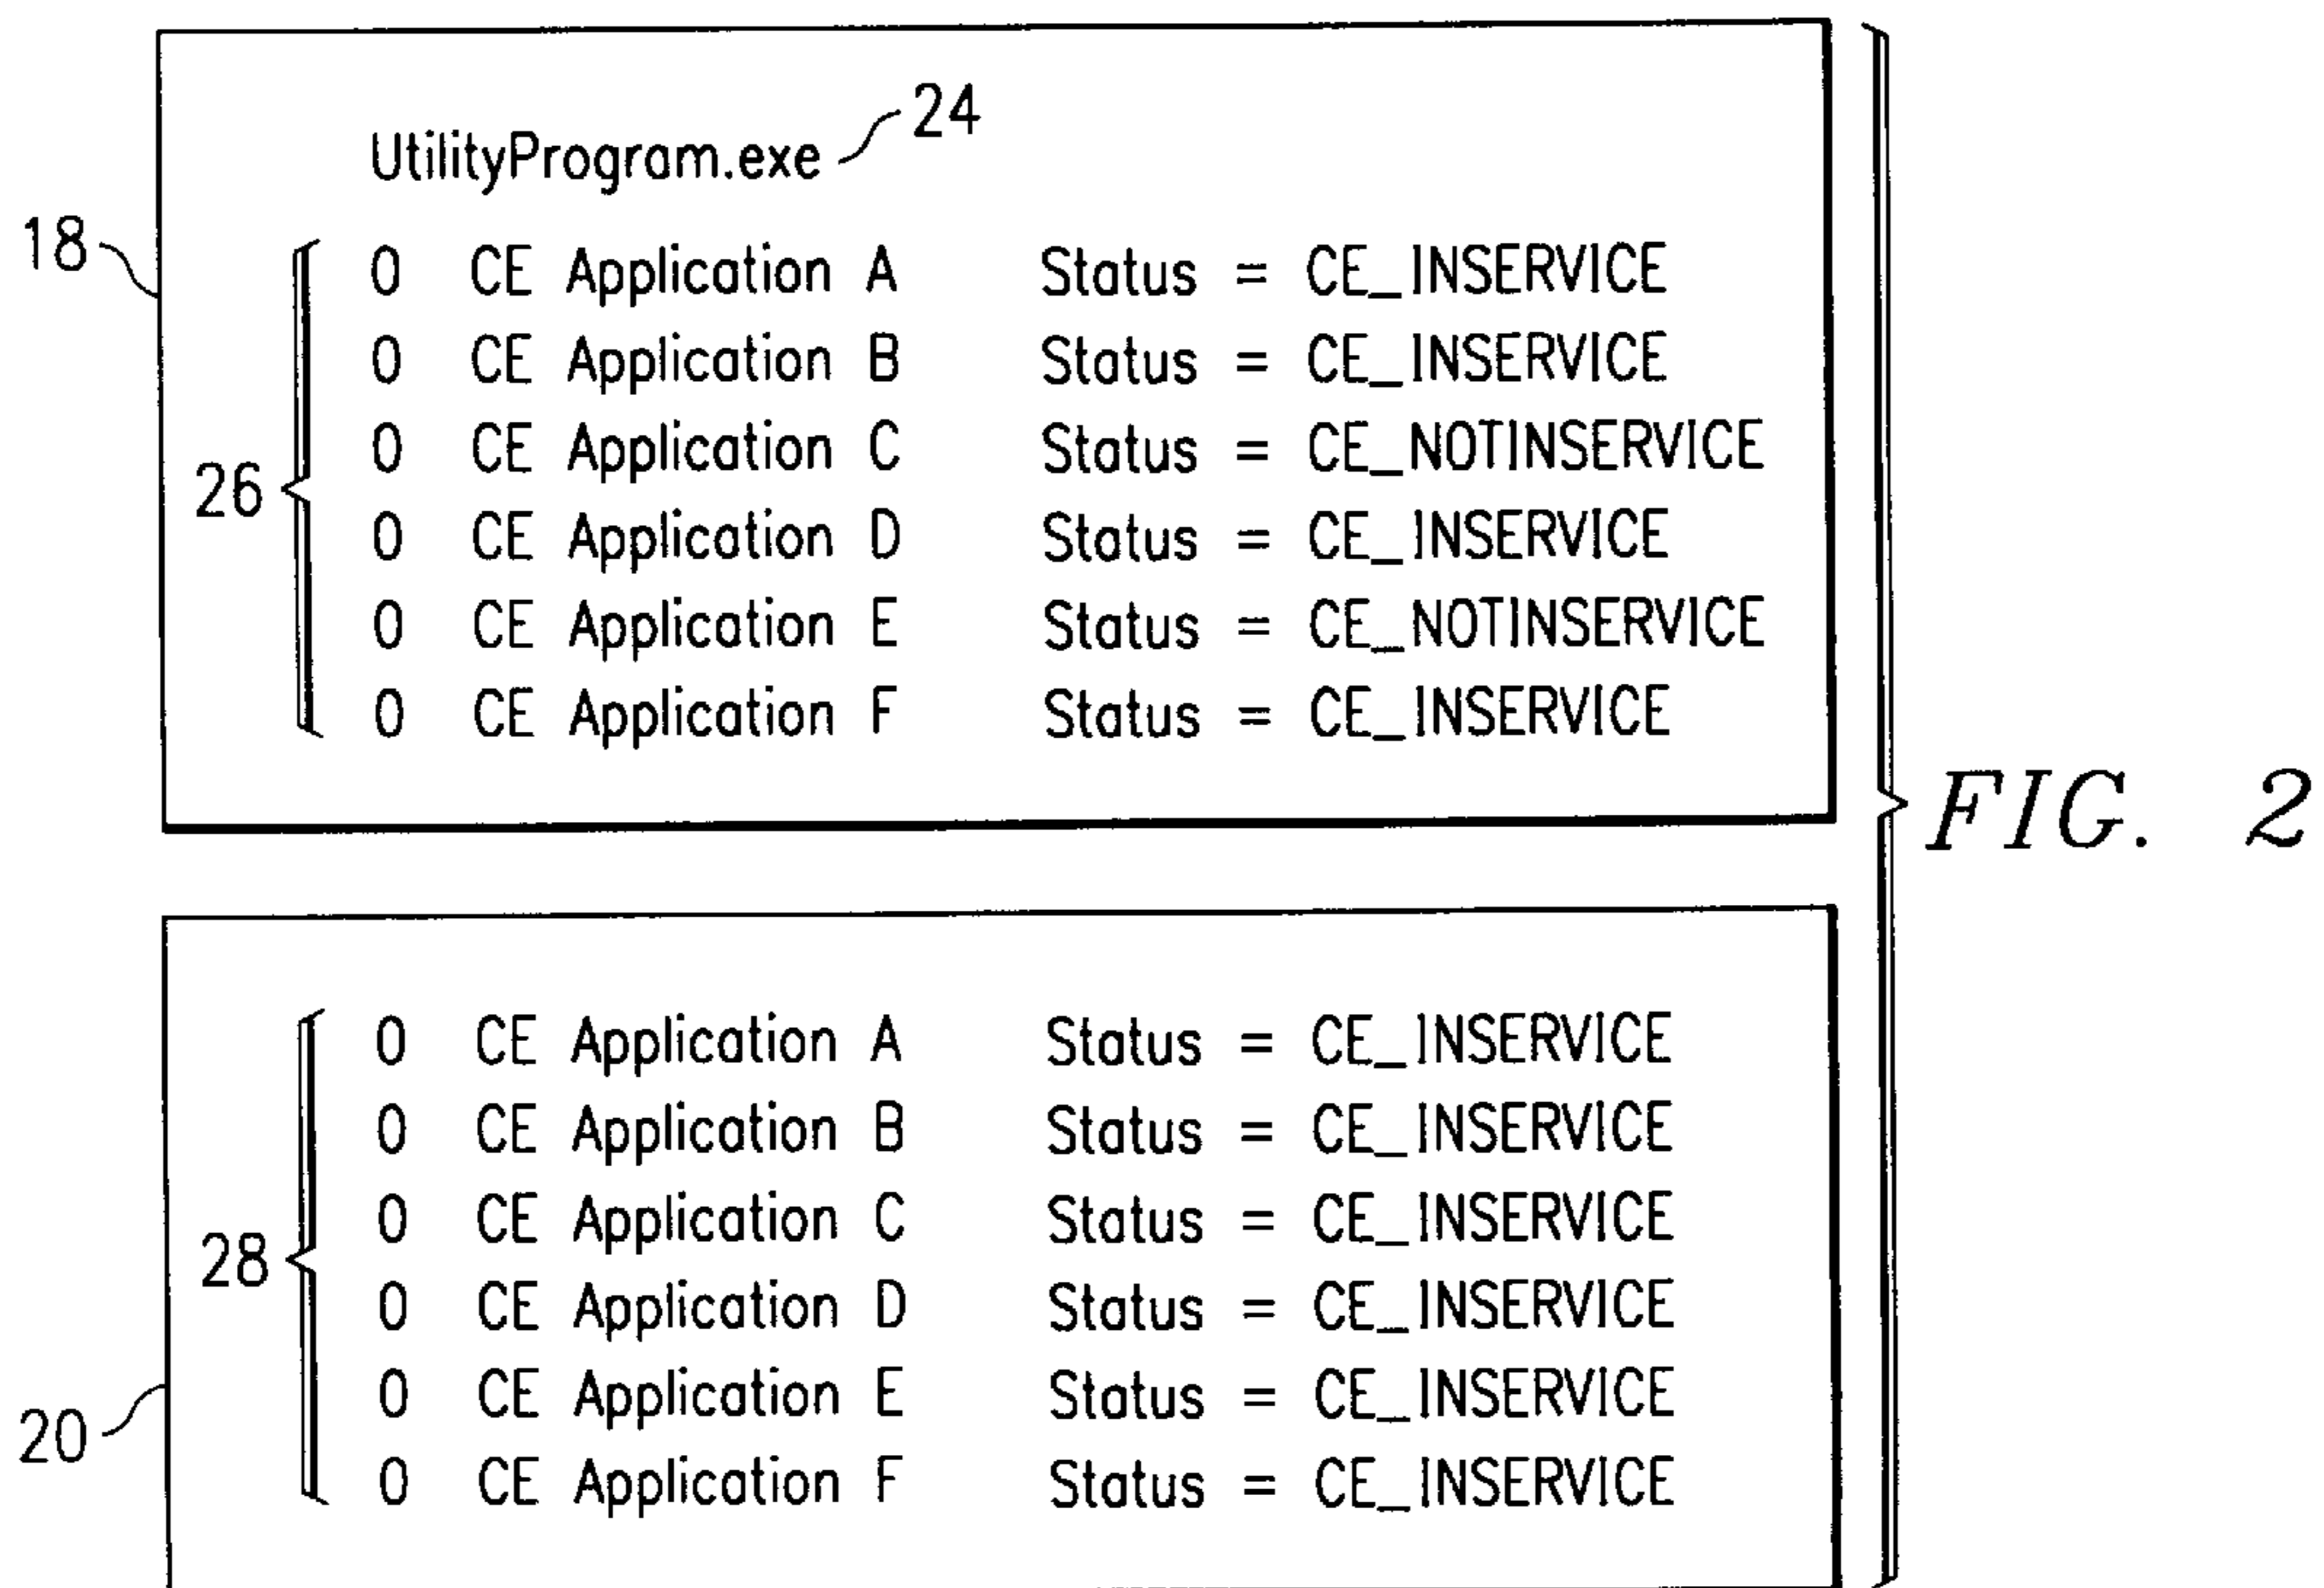 24
UtilityProgram.exe
18
0 CE Application A Status = CE_INSERVICE
0 CE Application B Status = CE_INSERVICE
0 CE Application C Status = CE_NOTINSERVICE
26
0 CE Application D Status = CE_INSERVICE
0 CE Application E Status = CE_NOTINSERVICE
0 CE Application F Status = CE_INSERVICE
FIG. 2
0 CE Application A Status = CE_INSERVICE
0 CE Application B Status = CE_INSERVICE
0 CE Application C Status = CE_INSERVICE
28
0 CE Application D Status = CE_INSERVICE
0 CE Application E Status = CE_INSERVICE
20
0 CE Application F Status = CE_INSERVICE